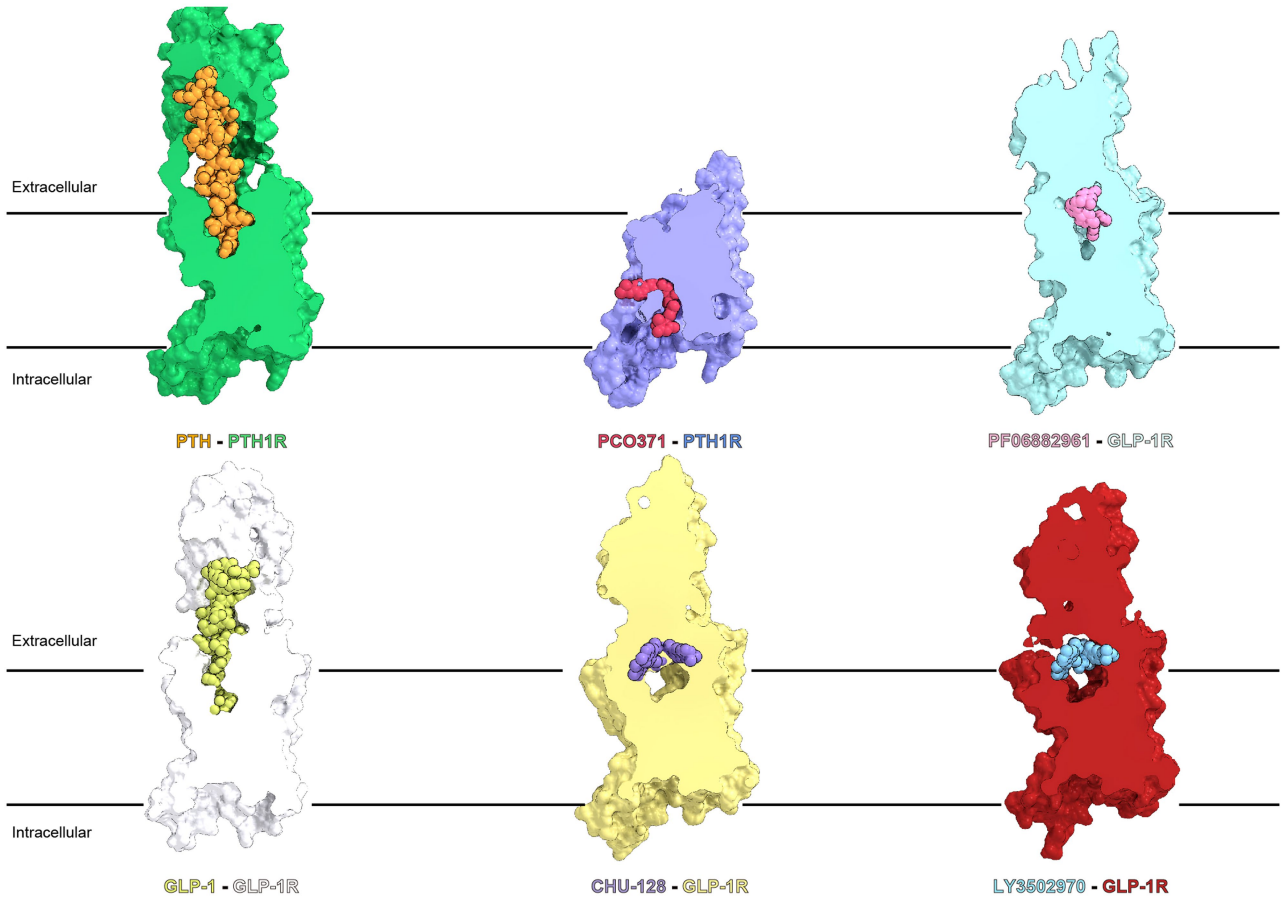 Extracellular
Intracellular
PTH - PTH1R
PCO371 - PTH1R
PF06882961 - GLP-1R
Extracellular
Intracellular
GLP-1 - GLP-1R
CHU-128 - GLP-1R
LY3502970 - GLP-1R